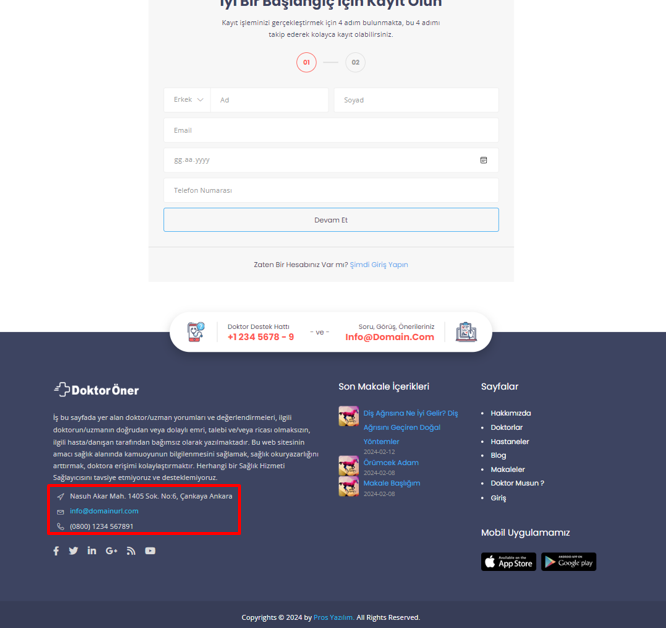 İyi Bir Başlangıç İçin Kayıt Olun
Kayıt işleminizi gerçekleştirmek için 4 adım bulunmakta, bu 4 adımı
takip ederek kolayca kayıt olabilirsiniz.
01
02
Erkek
Ad
Soyad
Email
gg.aa.yyyy
Telefon Numarası
Devam Et
Zaten Bir Hesabınız Var mı? Şimdi Giriş Yapın
Doktor Destek Hattı
+1 234 5678 - 9
- ve -
Soru, Görüş, Önerileriniz
Info@Domain.Com
DoktorÖner
İş bu sayfada yer alan doktor/uzman yorumları ve değerlendirmeleri, ilgili
doktorun/uzmanın doğrudan veya dolaylı emri, talebi ve/veya ricası olmaksızın,
ilgili hasta/danışan tarafından bağımsız olarak yazılmaktadır. Bu web sitesinin
amacı sağlık alanında kamuoyunun bilgilenmesini sağlamak, sağlık okuryazarlığını
arttırmak, doktora erişimi kolaylaştırmaktır. Herhangi bir Sağlık Hizmeti
Sağlayıcısını tavsiye etmiyoruz ve desteklemiyoruz.
Nasuh Akar Mah. 1405 Sok. No:6, Çankaya Ankara
info@domainurl.com
(0800) 1234 567891
Son Makale İçerikleri
Diş Ağrısına Ne İyi Gelir? Diş
Ağrısını Geçiren Doğal
Yöntemler
2024-02-12
Örümcek Adam
2024-02-08
Makale Başlığım
2024-02-08
Sayfalar
Hakkımızda
Doktorlar
Hastaneler
Blog
Makaleler
Doktor Musun ?
Giriş
Mobil Uygulamamız
Available on the
App Store
Google play
Copyrights © 2024 by Pros Yazılım. All Rights Reserved.